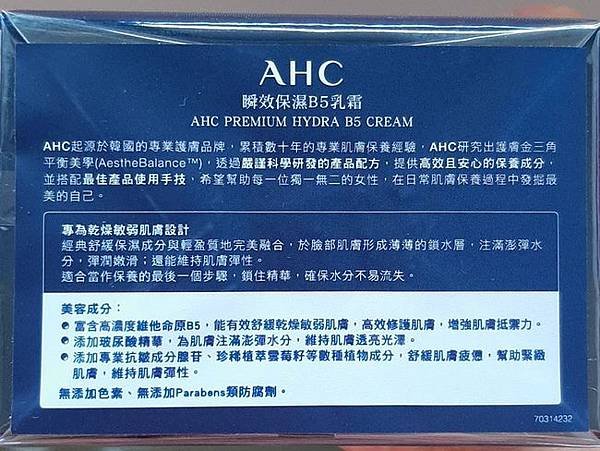 AHC
瞬效保濕B5乳霜
AHC PREMIUM HYDRA B5 CREAM
AHC起源於韓國的專業護膚品牌，累積數十年的專業肌膚保養經驗，AHC研究出護膚金三角
平衡美學(AestheBalance™)，透過嚴謹科學研發的產品配方，提供高效且安心的保養成分，
並搭配最佳產品使用手技，希望幫助每一位獨一無二的女性，在日常肌膚保養過程中發掘最
美的自己。
專為乾燥敏弱肌膚設計
經典舒緩保濕成分與輕盈質地完美融合，於臉部肌膚形成薄薄的鎖水層，注滿澎彈水
分，彈潤嫩滑；還能維持肌膚彈性。
適合當作保養的最後一個步驟，鎖住精華，確保水分不易流失。
美容成分：
● 富含高濃度維他命原B5，能有效舒緩乾燥敏弱肌膚，高效修護肌膚，增強肌膚抵禦力。
● 添加玻尿酸精華，為肌膚注滿澎彈水分，維持肌膚透亮光澤。
● 添加專業抗皺成分腺苷、珍稀植萃雲莓籽等數種植物成分，舒緩肌膚疲憊，幫助緊緻
肌膚，維持肌膚彈性。
無添加色素、無添加Parabens類防腐劑。
70314232